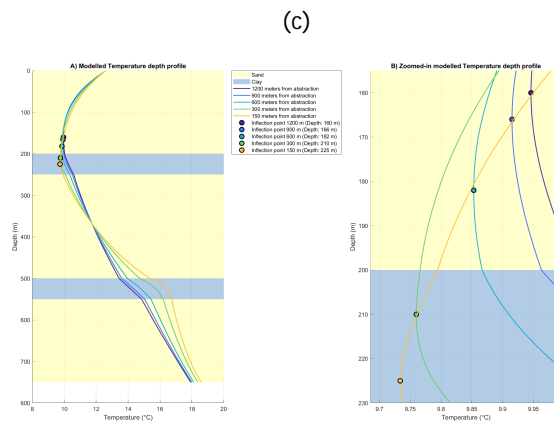 (c)
A) Modelled Temperature depth profile
0
100
200
300
400
500
600
700
800
8
10
12
14
16
18
20
Depth (m)
Temperature (°C)
Sand
Clay
1200 meters from abstraction
900 meters from abstraction
600 meters from abstraction
300 meters from abstraction
150 meters from abstraction
Inflection point 1200 m (Depth: 160 m)
Inflection point 900 m (Depth: 166 m)
Inflection point 600 m (Depth: 182 m)
Inflection point 300 m (Depth: 210 m)
Inflection point 150 m (Depth: 225 m)
B) Zoomed-in modelled Temperature depth profile
160
170
180
190
200
210
220
230
9.7
9.75
9.8
9.85
9.9
9.95
Depth (m)
Temperature (°C)